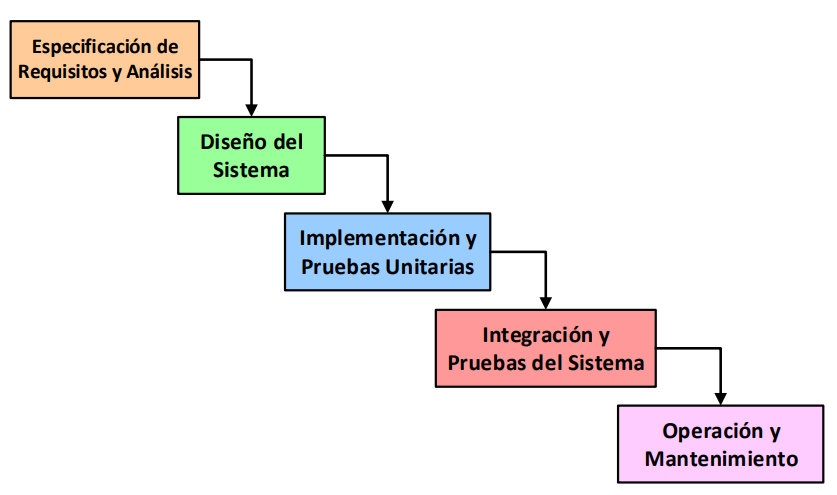 Especificación de
Requisitos y Análisis
Diseño del
Sistema
Implementación y
Pruebas Unitarias
Integración y
Pruebas del Sistema
Operación y
Mantenimiento